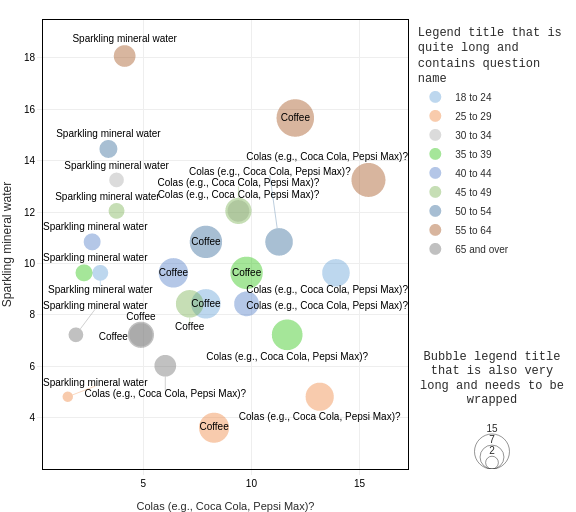 Legend title that is
quite long and
contains question
name
18 to 24
25 to 29
30 to 34
35 to 39
40 to 44
45 to 49
50 to 54
55 to 64
65 and over
Bubble legend title
that is also very
long and needs to be
wrapped
15
7
2
Sparkling mineral water
18
16
14
12
10
8
6
4
Sparkling mineral water
Coffee
Sparkling mineral water
Colas (e.g., Coca Cola, Pepsi Max)?
Sparkling mineral water
Colas (e.g., Coca Cola, Pepsi Max)?
Colas (e.g., Coca Cola, Pepsi Max)?
Sparkling mineral water
Colas (e.g., Coca Cola, Pepsi Max)?
Sparkling mineral water
Coffee
Sparkling mineral water
Coffee
Coffee
Sparkling mineral water
Colas (e.g., Coca Cola, Pepsi Max)?
Sparkling mineral water
Coffee
Colas (e.g., Coca Cola, Pepsi Max)?
Coffee
Coffee
Coffee
Colas (e.g., Coca Cola, Pepsi Max)?
Sparkling mineral water
Colas (e.g., Coca Cola, Pepsi Max)?
Colas (e.g., Coca Cola, Pepsi Max)?
Coffee
5
10
15
Colas (e.g., Coca Cola, Pepsi Max)?